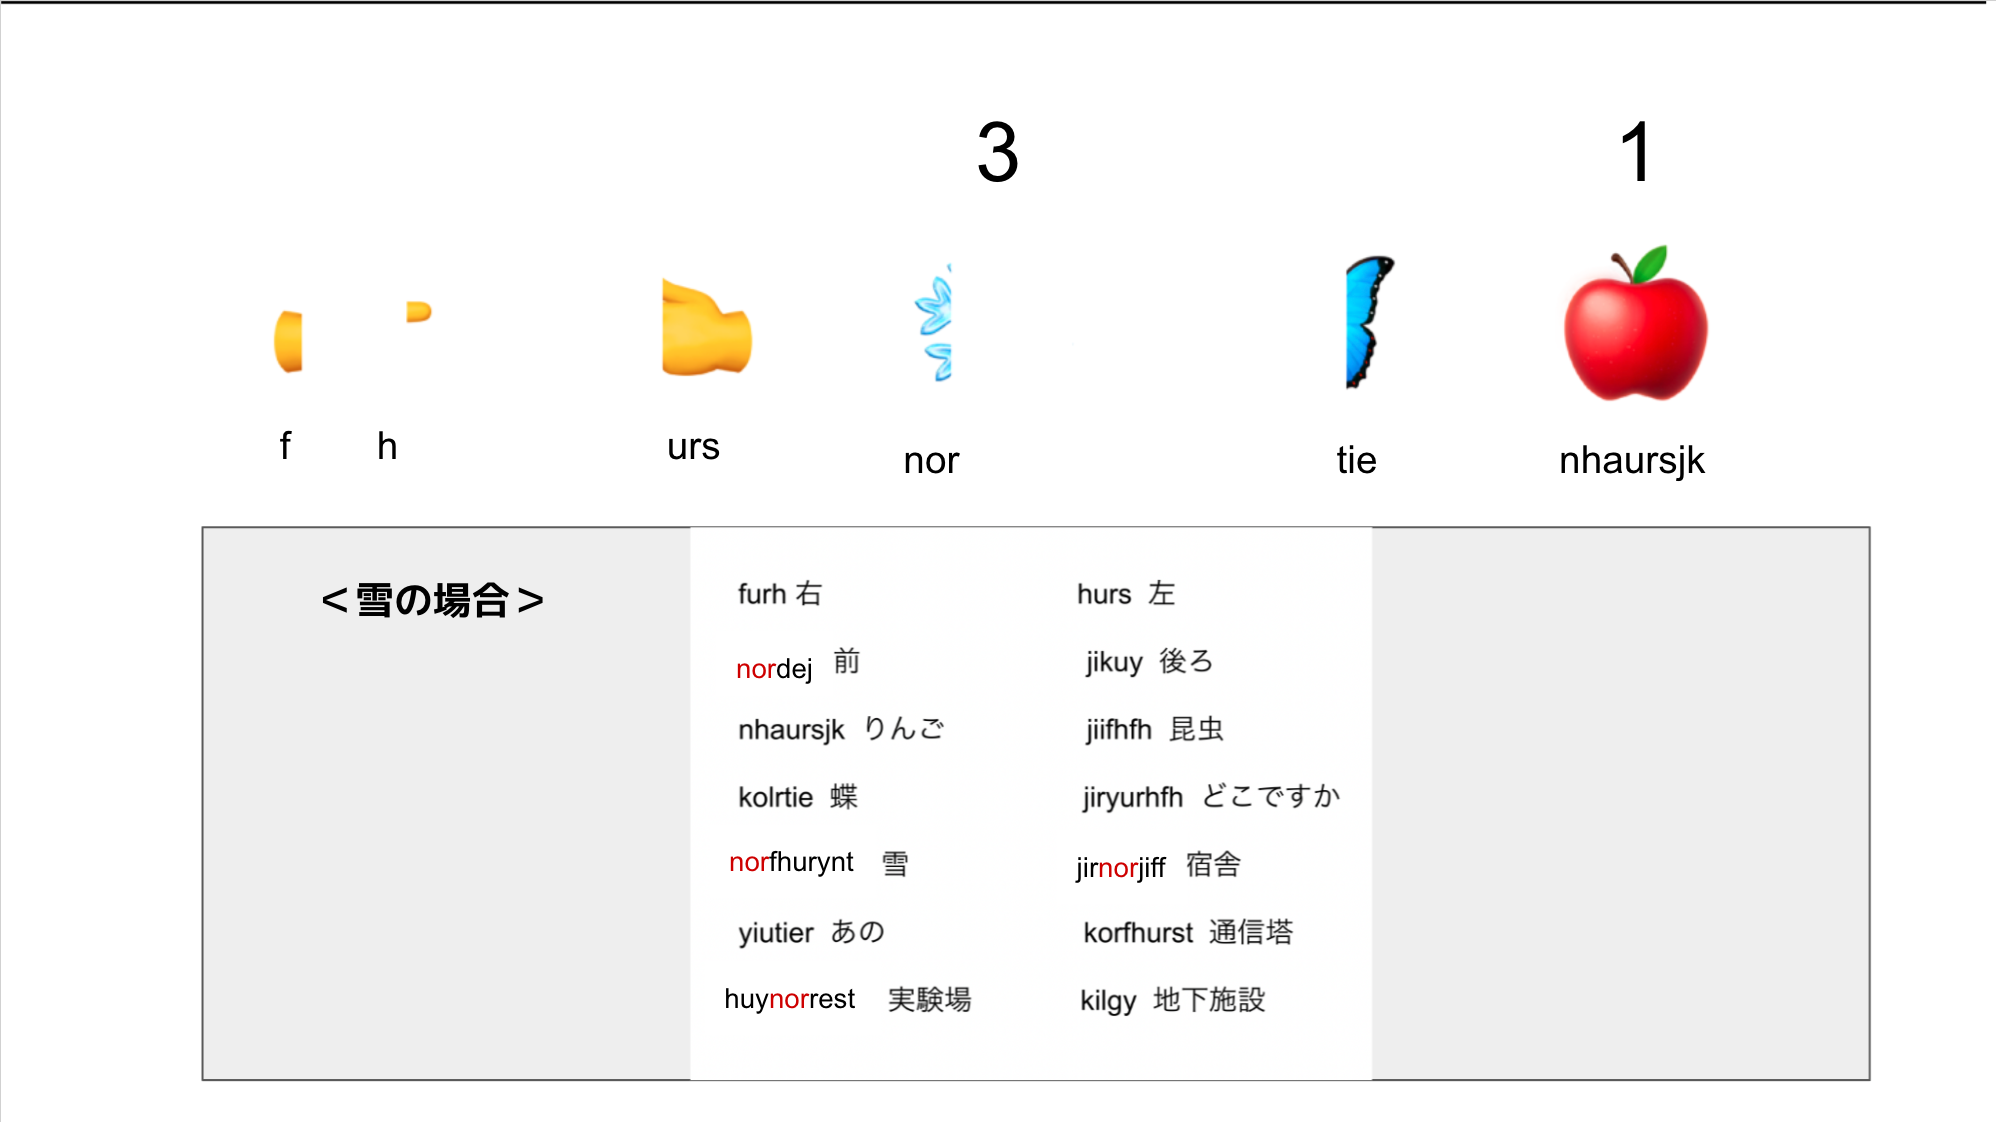 3 1
f h urs nor tie nhaursjk
＜雪の場合＞
furh 右 hurs 左
nordej 前 jikuy 後ろ
nhaursjk りんご jiifhfh 昆虫
kolrtie 蝶 jiryurhfh どこですか
norfhurynt 雪 jirnorjiff 宿舎
yiutier あの korfhurst 通信塔
huynorrest 実験場 kilgy 地下施設